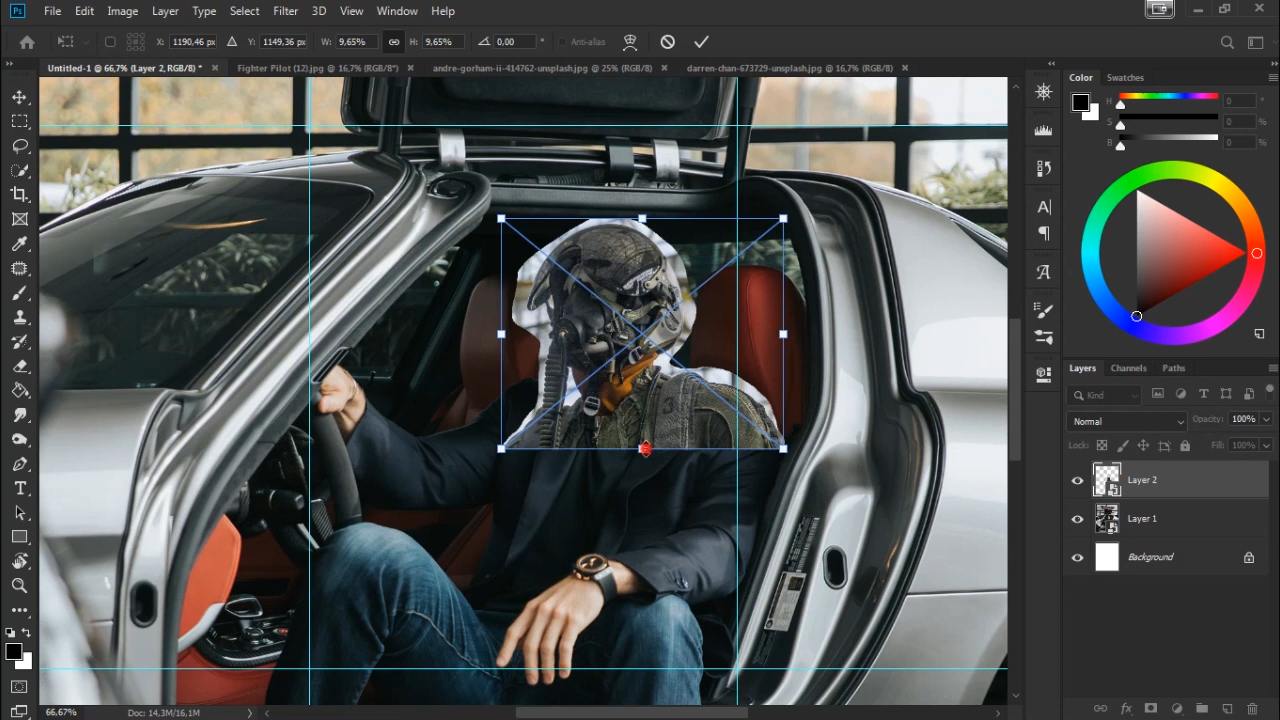 Ps File Edit Image Layer Type Select Filter 3D View Window Help
X: 1190,46 px Y: 1149,36 px W: 9,65% H: 9,65% 0,00 ° Anti-alias
Untitled-1 @ 66,7% (Layer 2, RGB/8) * Fighter Pilot (12).jpg @ 16,7% (RGB/8*) andre-gorham-ii-414762-unsplash.jpg @ 25% (RGB/8) darren-chan-673729-unsplash.jpg @ 16,7% (RGB/8)
Color Swatches
H 0 °
S 0 %
B 0 %
Layers Channels Paths
Kind
Normal Opacity: 100%
Lock: Fill: 100%
Layer 2
Layer 1
Background
66,67% Doc: 14,3M/16,1M